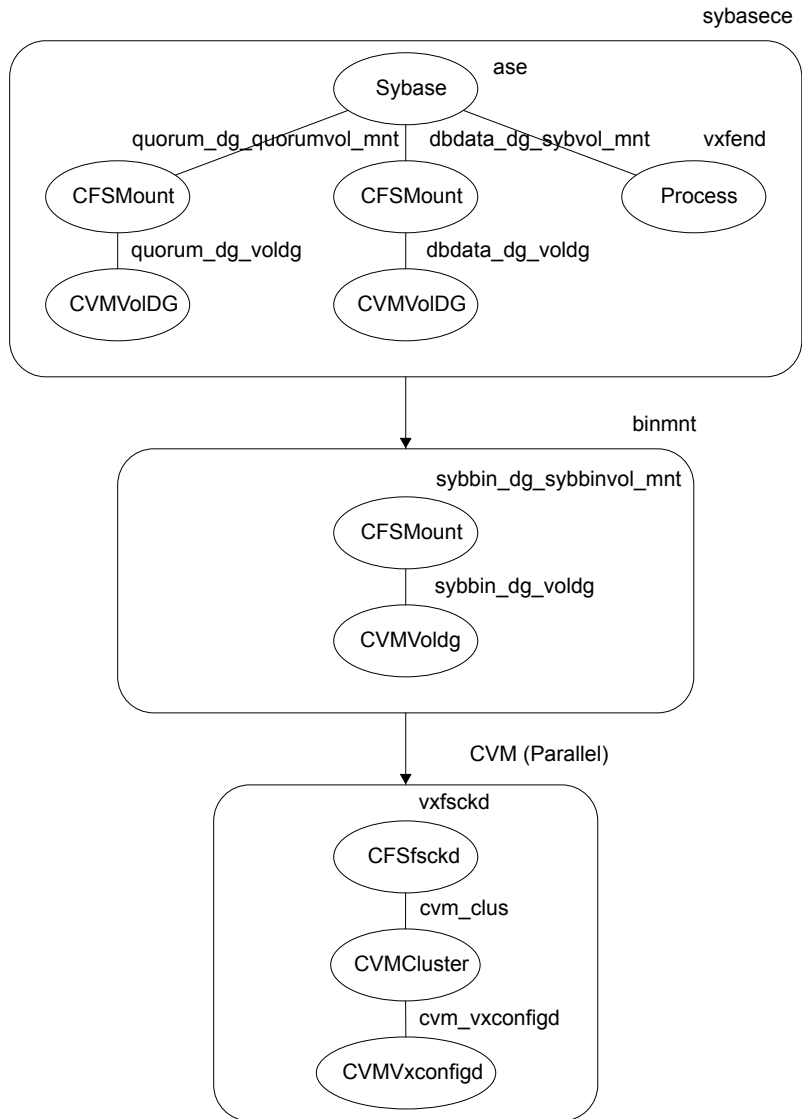 sybasece
ase
Sybase
quorum_dg_quorumvol_mnt dbdata_dg_sybvol_mnt vxfend
CFSMount CFSMount Process
quorum_dg_voldg dbdata_dg_voldg
CVMVolDG CVMVolDG
binmnt
sybbin_dg_sybbinvol_mnt
CFSMount
sybbin_dg_voldg
CVMVoldg
CVM (Parallel)
vxfsckd
CFSfsckd
cvm_clus
CVMCluster
cvm_vxconfigd
CVMVxconfigd